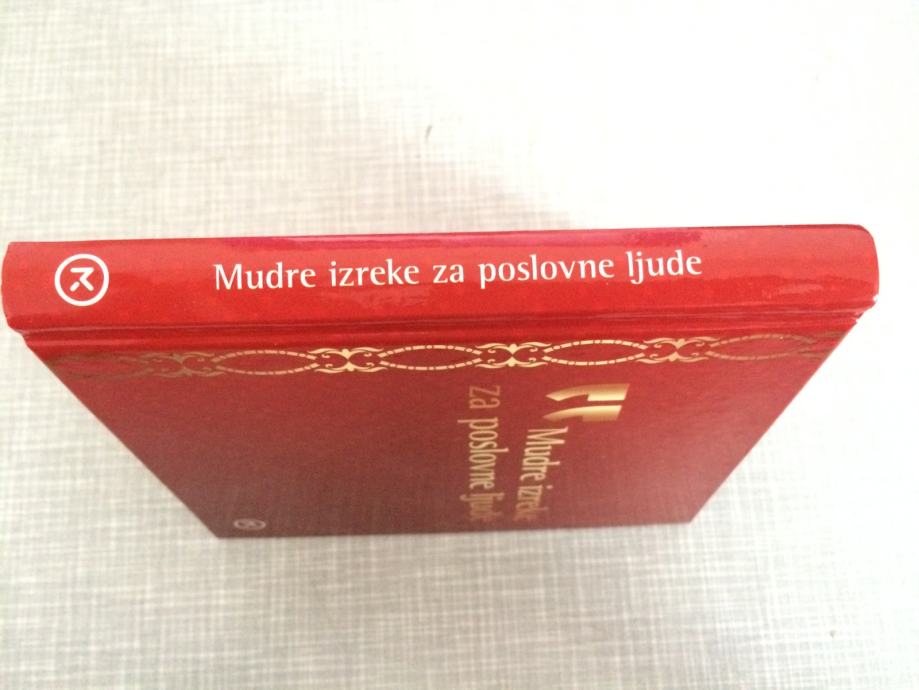 Mudre izreke za poslovne ljude
Mudre izreke
za poslovne ljude